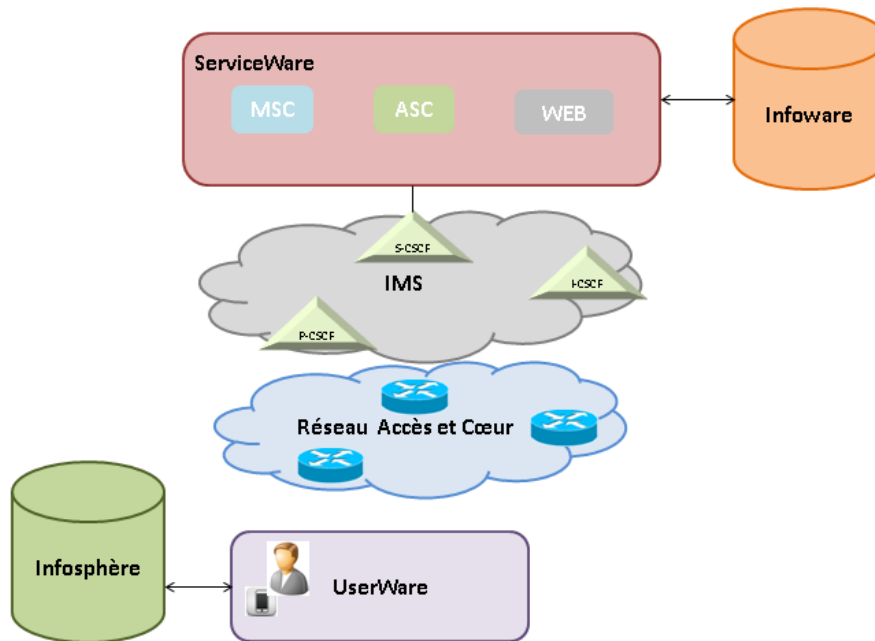 ServiceWare
MSC
ASC
WEB
Infoware
S-CSCF
IMS
I-CSCF
P-CSCF
Réseau Accès et Cœur
Infosphère
UserWare